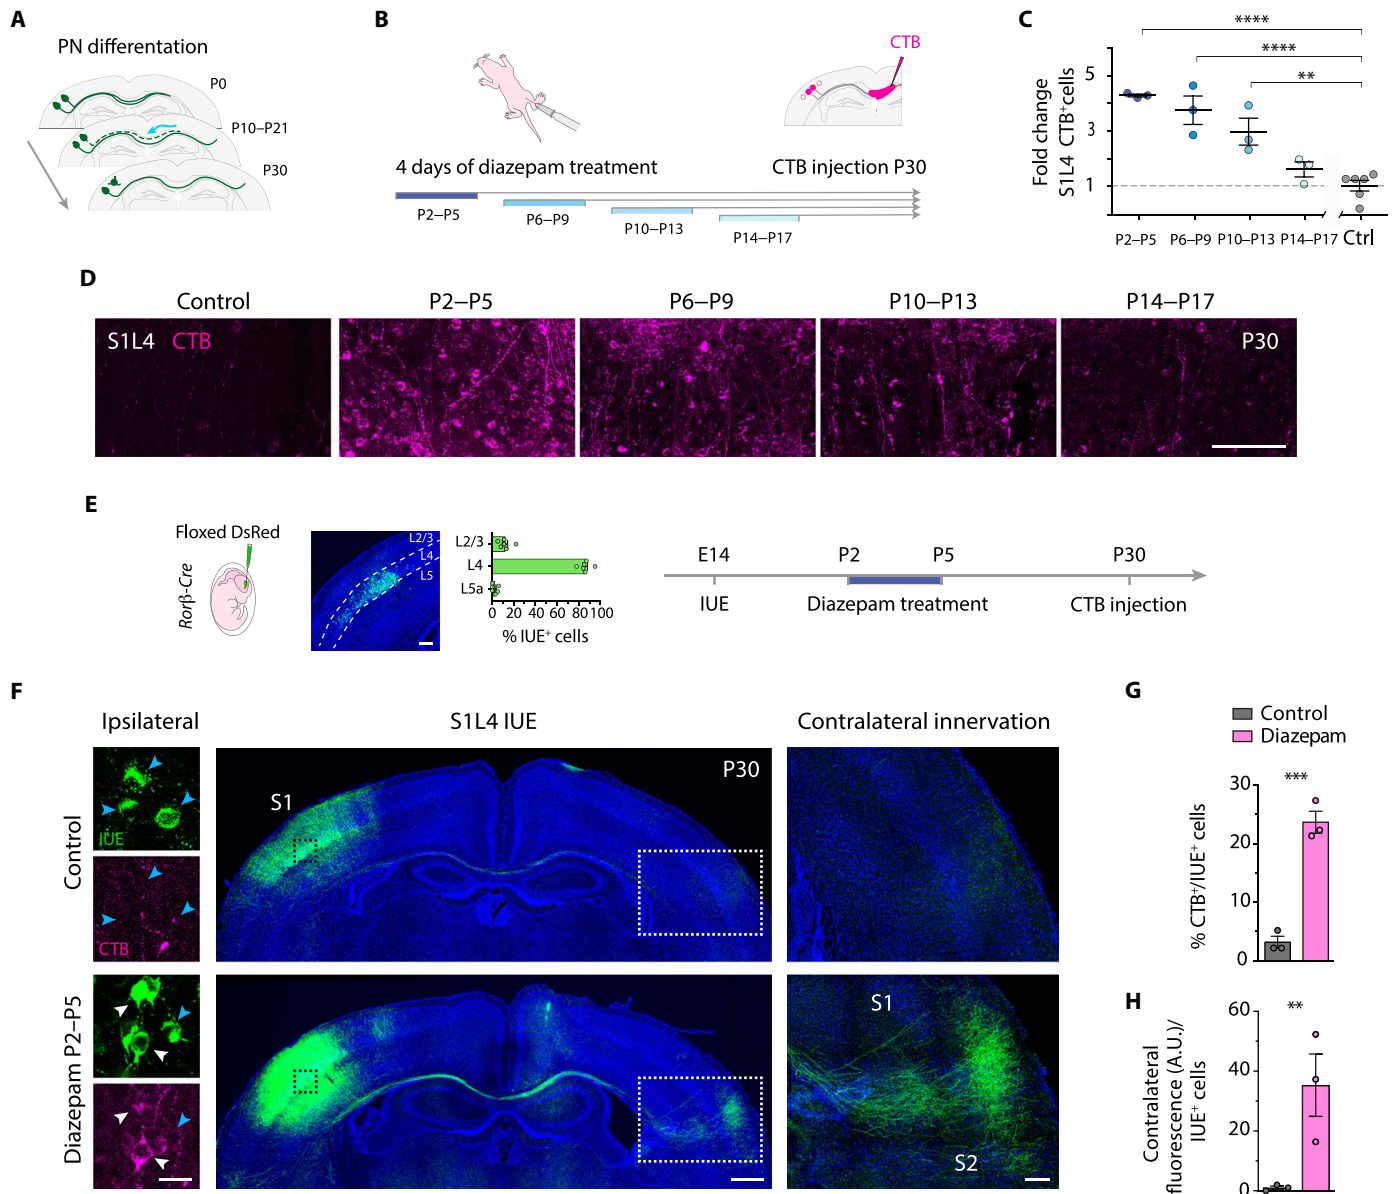 A
PN differentation
P0
P10–P21
P30
B
CTB
4 days of diazepam treatment
CTB injection P30
P2–P5
P6–P9
P10–P13
P14–P17
C
****
****
**
Fold change
S1L4 CTB⁺cells
5
3
1
P2–P5
P6–P9
P10–P13
P14–P17
Ctrl
D
Control
P2–P5
P6–P9
P10–P13
P14–P17
S1L4 CTB
P30
E
Floxed DsRed
Rorβ-Cre
L2/3
L4
L5
L2/3
L4
L5a
0 20 40 60 80 100
% IUE⁺ cells
E14
P2
P5
P30
IUE
Diazepam treatment
CTB injection
F
Ipsilateral
S1L4 IUE
Contralateral innervation
Control
IUE
CTB
S1
P30
Diazepam P2–P5
S1
S2
G
Control
Diazepam
***
% CTB⁺/IUE⁺ cells
30
20
10
0
H
**
Contralateral
fluorescence (A.U.)/
IUE⁺ cells
60
40
20
0